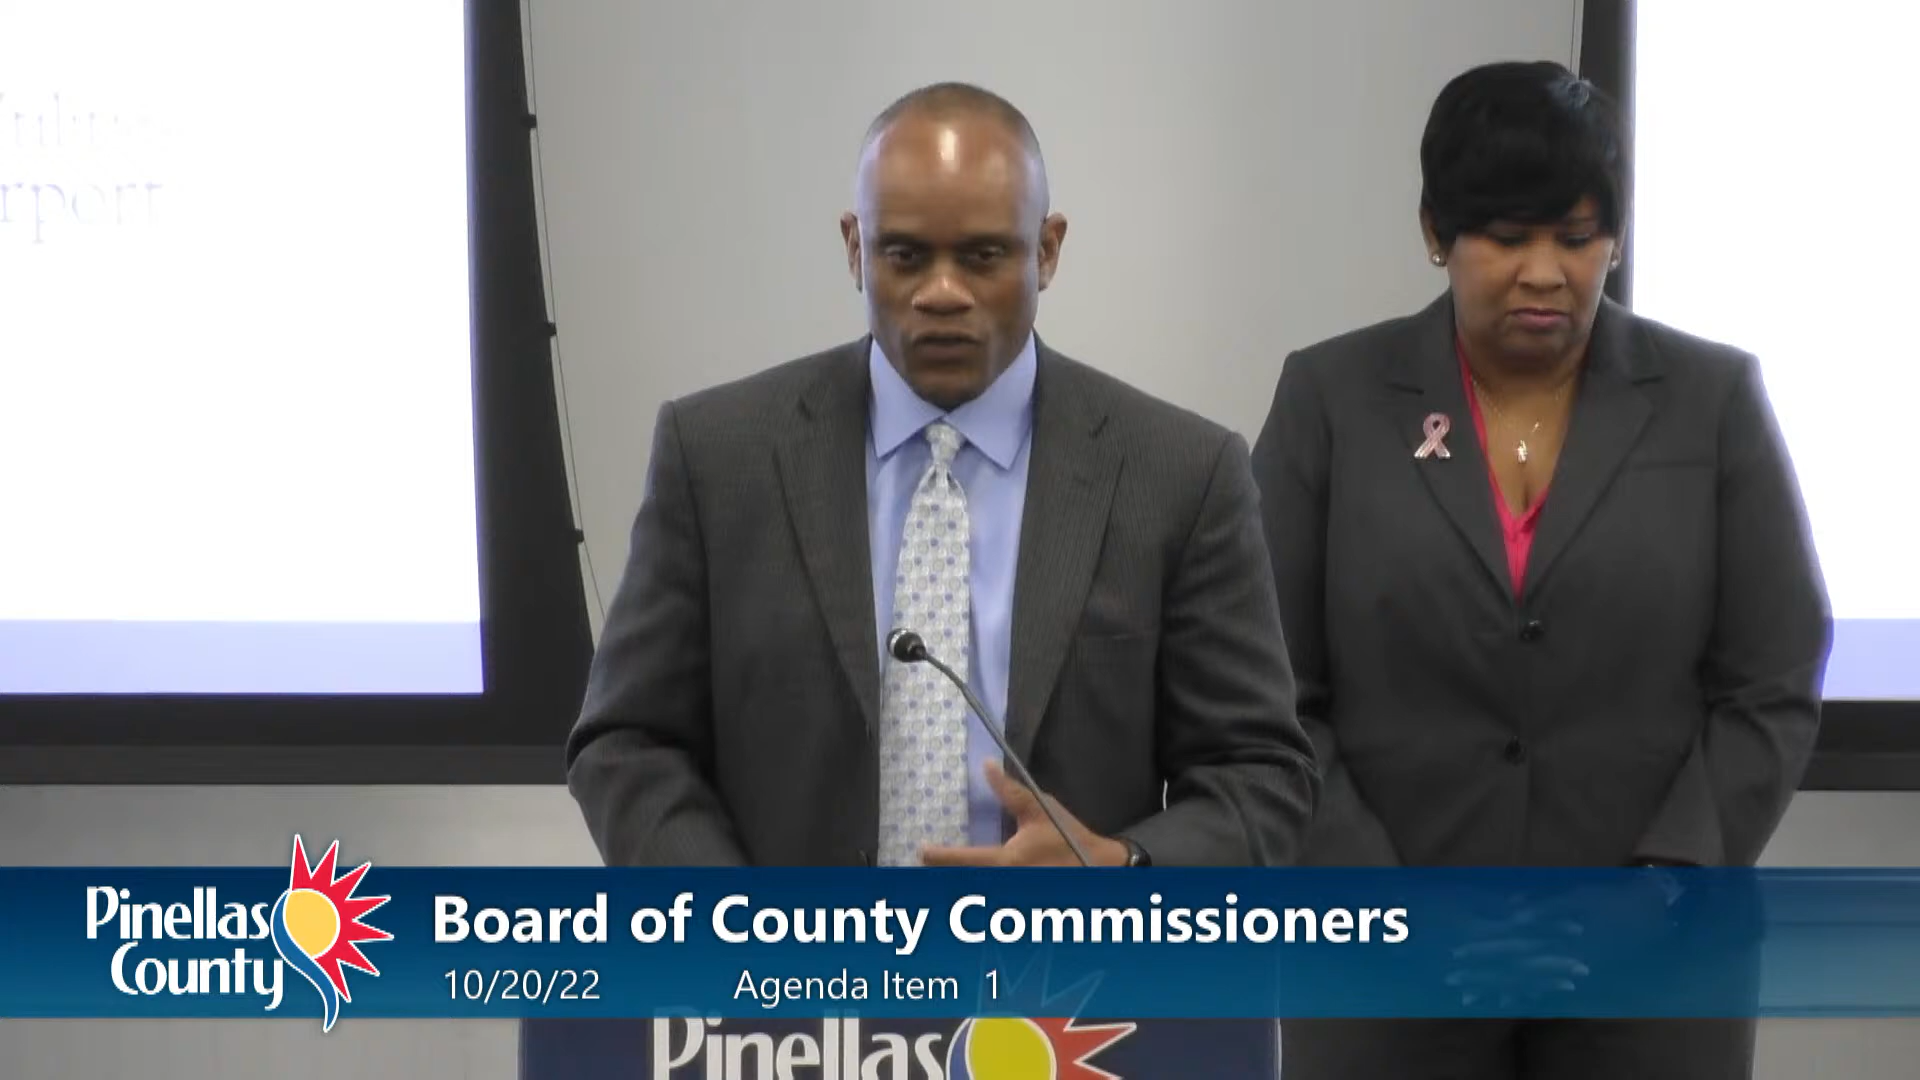 Pinellas
County
Board of County Commissioners
10/20/22 Agenda Item 1
Pinellas